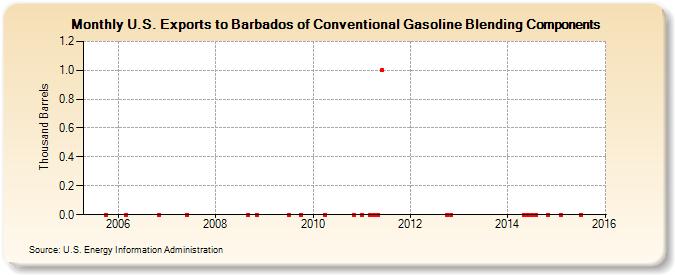 Monthly U.S. Exports to Barbados of Conventional Gasoline Blending Components
Thousand Barrels
1.2
1.0
0.8
0.6
0.4
0.2
0.0
2006 2008 2010 2012 2014 2016
Source: U.S. Energy Information Administration